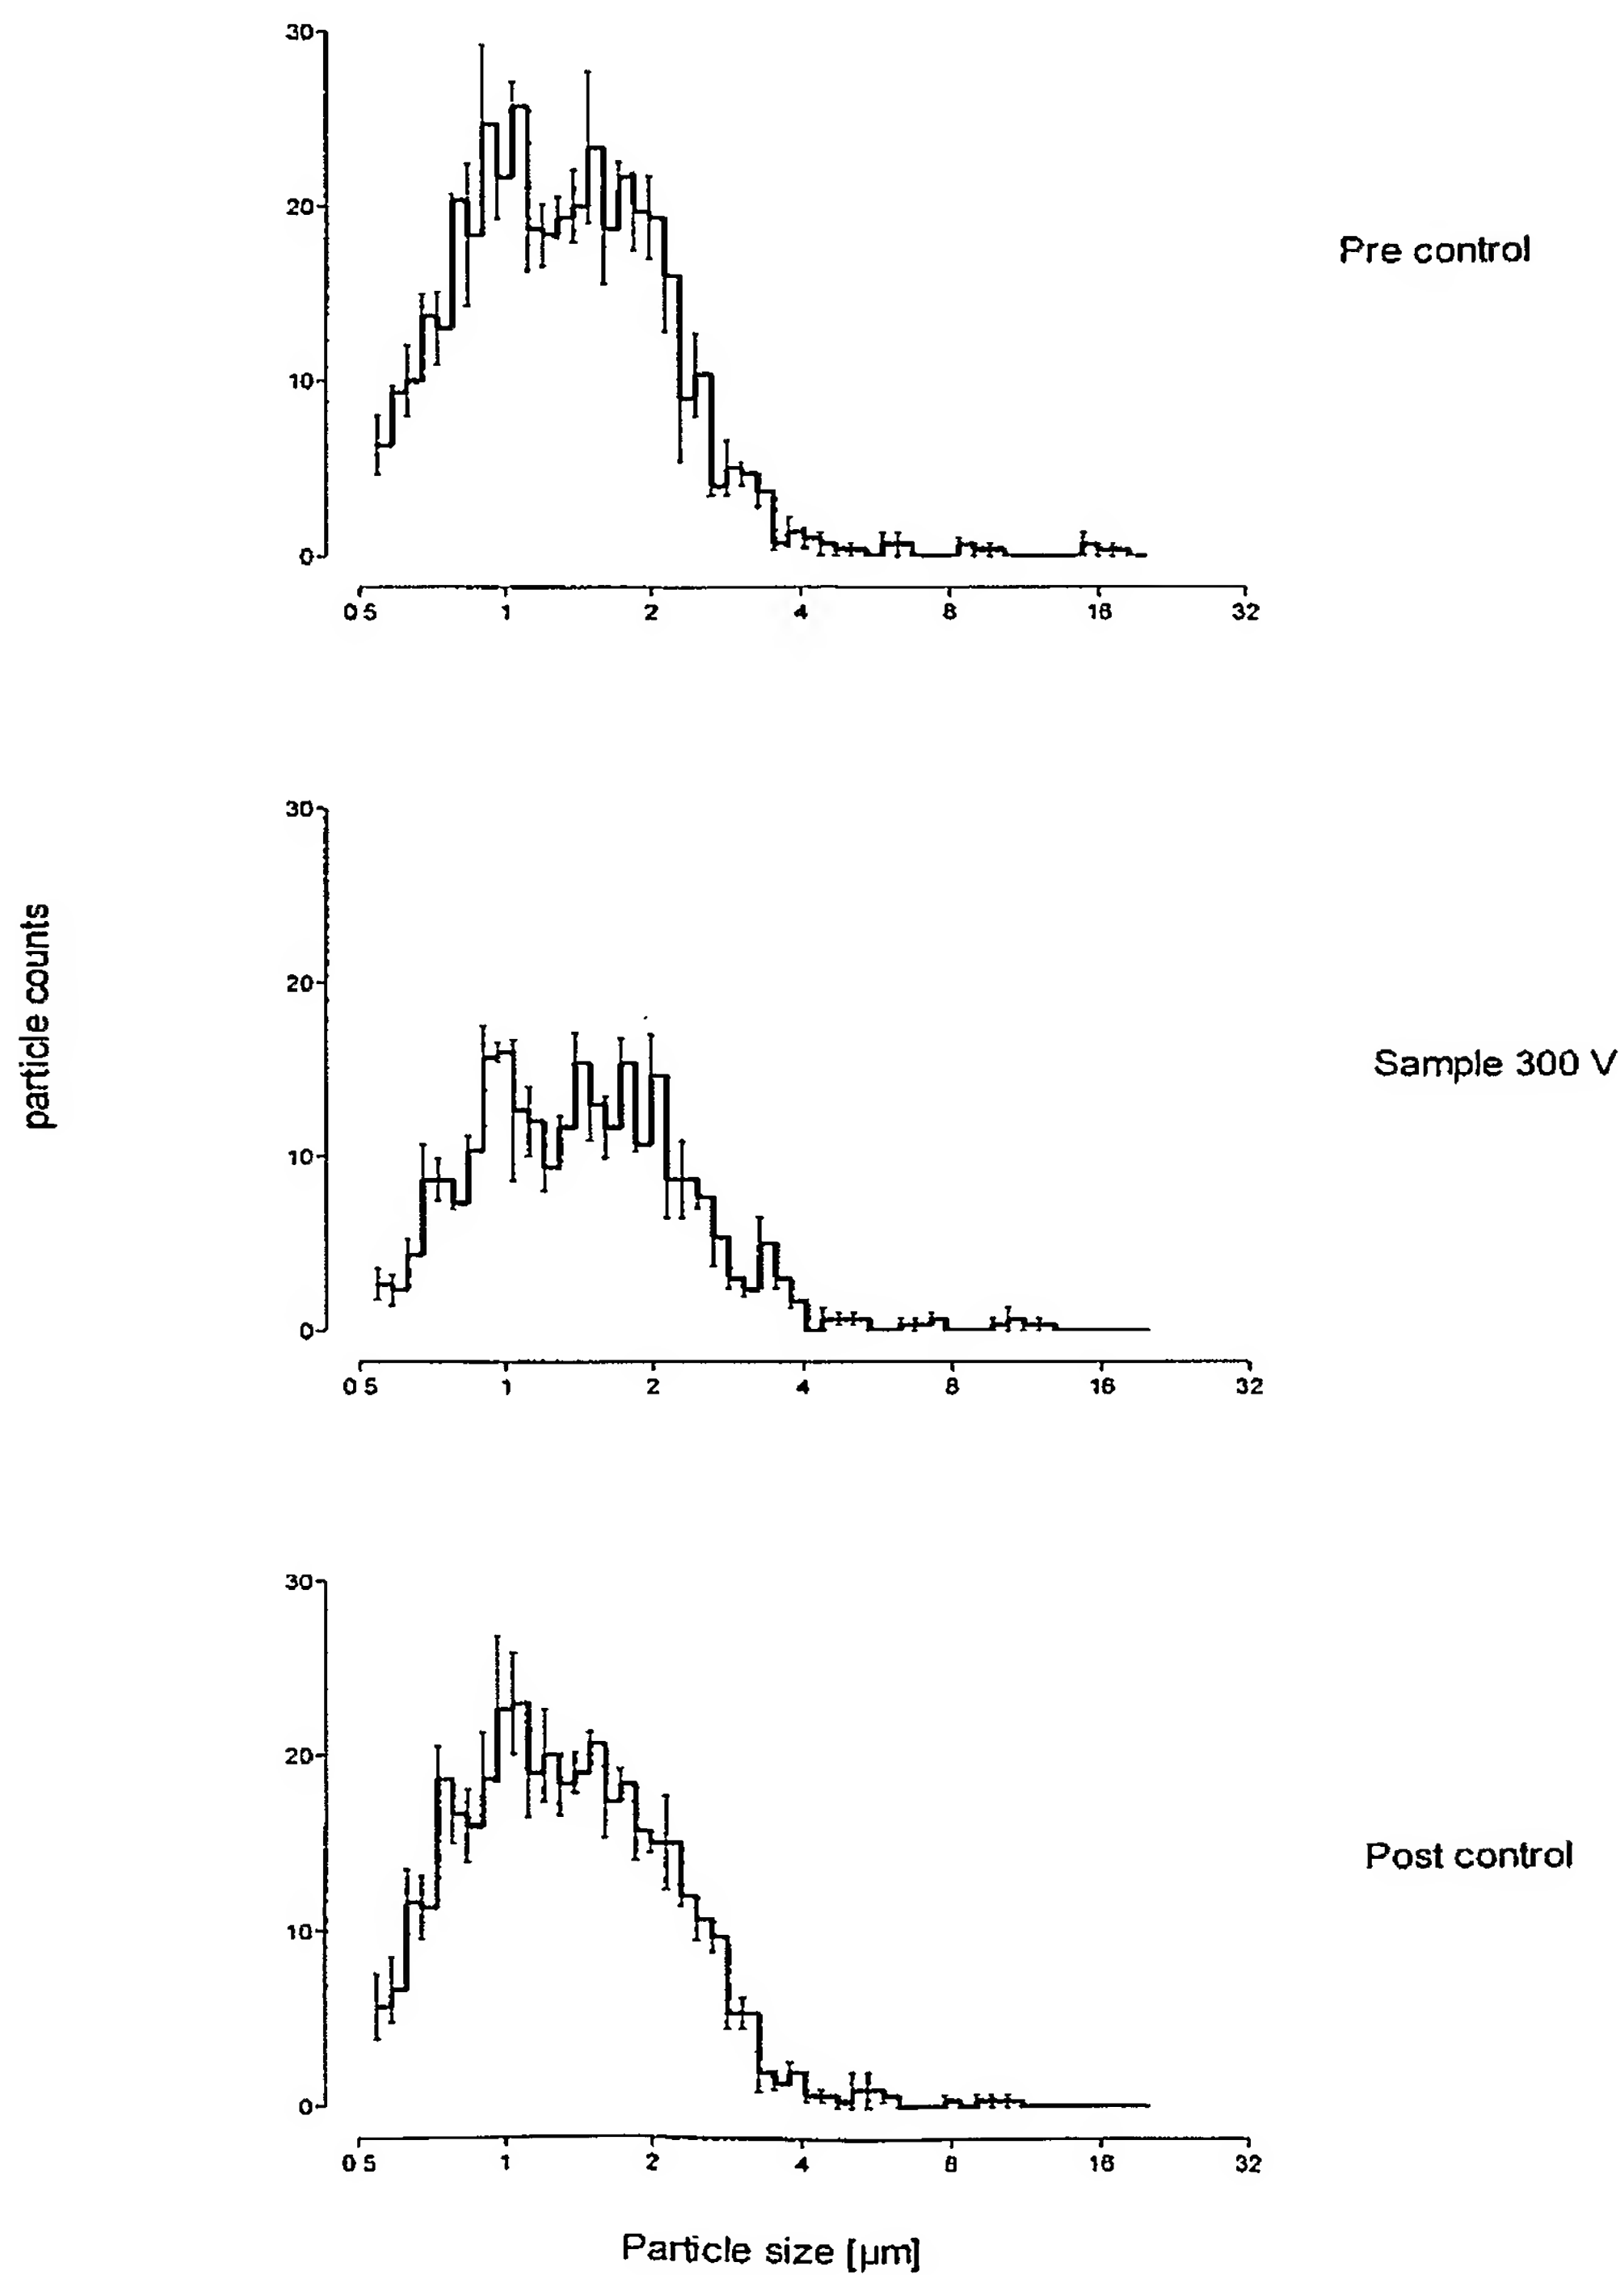 30
20
10
0
0 5 1 2 4 8 16 32
Pre control
particle counts
30
20
10
0
0 5 1 2 4 8 16 32
Sample 300 V
30
20
10
0
0 5 1 2 4 8 16 32
Post control
Particle size [µm]